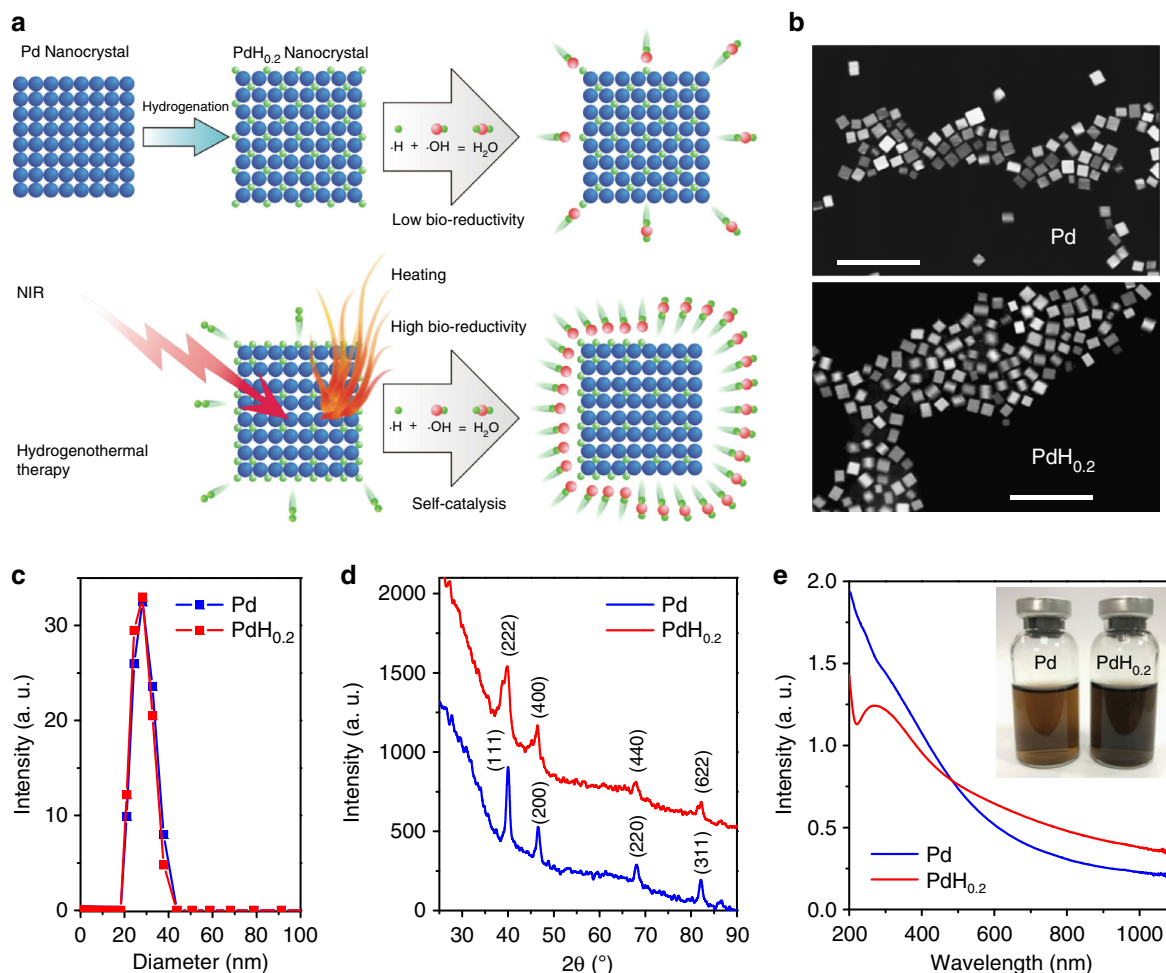 a
Pd Nanocrystal
PdH0.2 Nanocrystal
Hydrogenation
·H + ·OH = H2O
Low bio-reductivity
NIR
Heating
High bio-reductivity
·H + ·OH = H2O
Hydrogenothermal
therapy
Self-catalysis
b
Pd
PdH0.2
c
Intensity (a. u.)
30
20
10
0
Pd
PdH0.2
0 20 40 60 80 100
Diameter (nm)
d
Intensity (a. u.)
2000
1500
1000
500
0
Pd
PdH0.2
(222)
(400)
(440)
(622)
(111)
(200)
(220)
(311)
30 40 50 60 70 80 90
2θ (°)
e
Intensity (a. u.)
2.0
1.5
1.0
0.5
0.0
Pd
PdH0.2
Pd
PdH0.2
200 400 600 800 1000
Wavelength (nm)